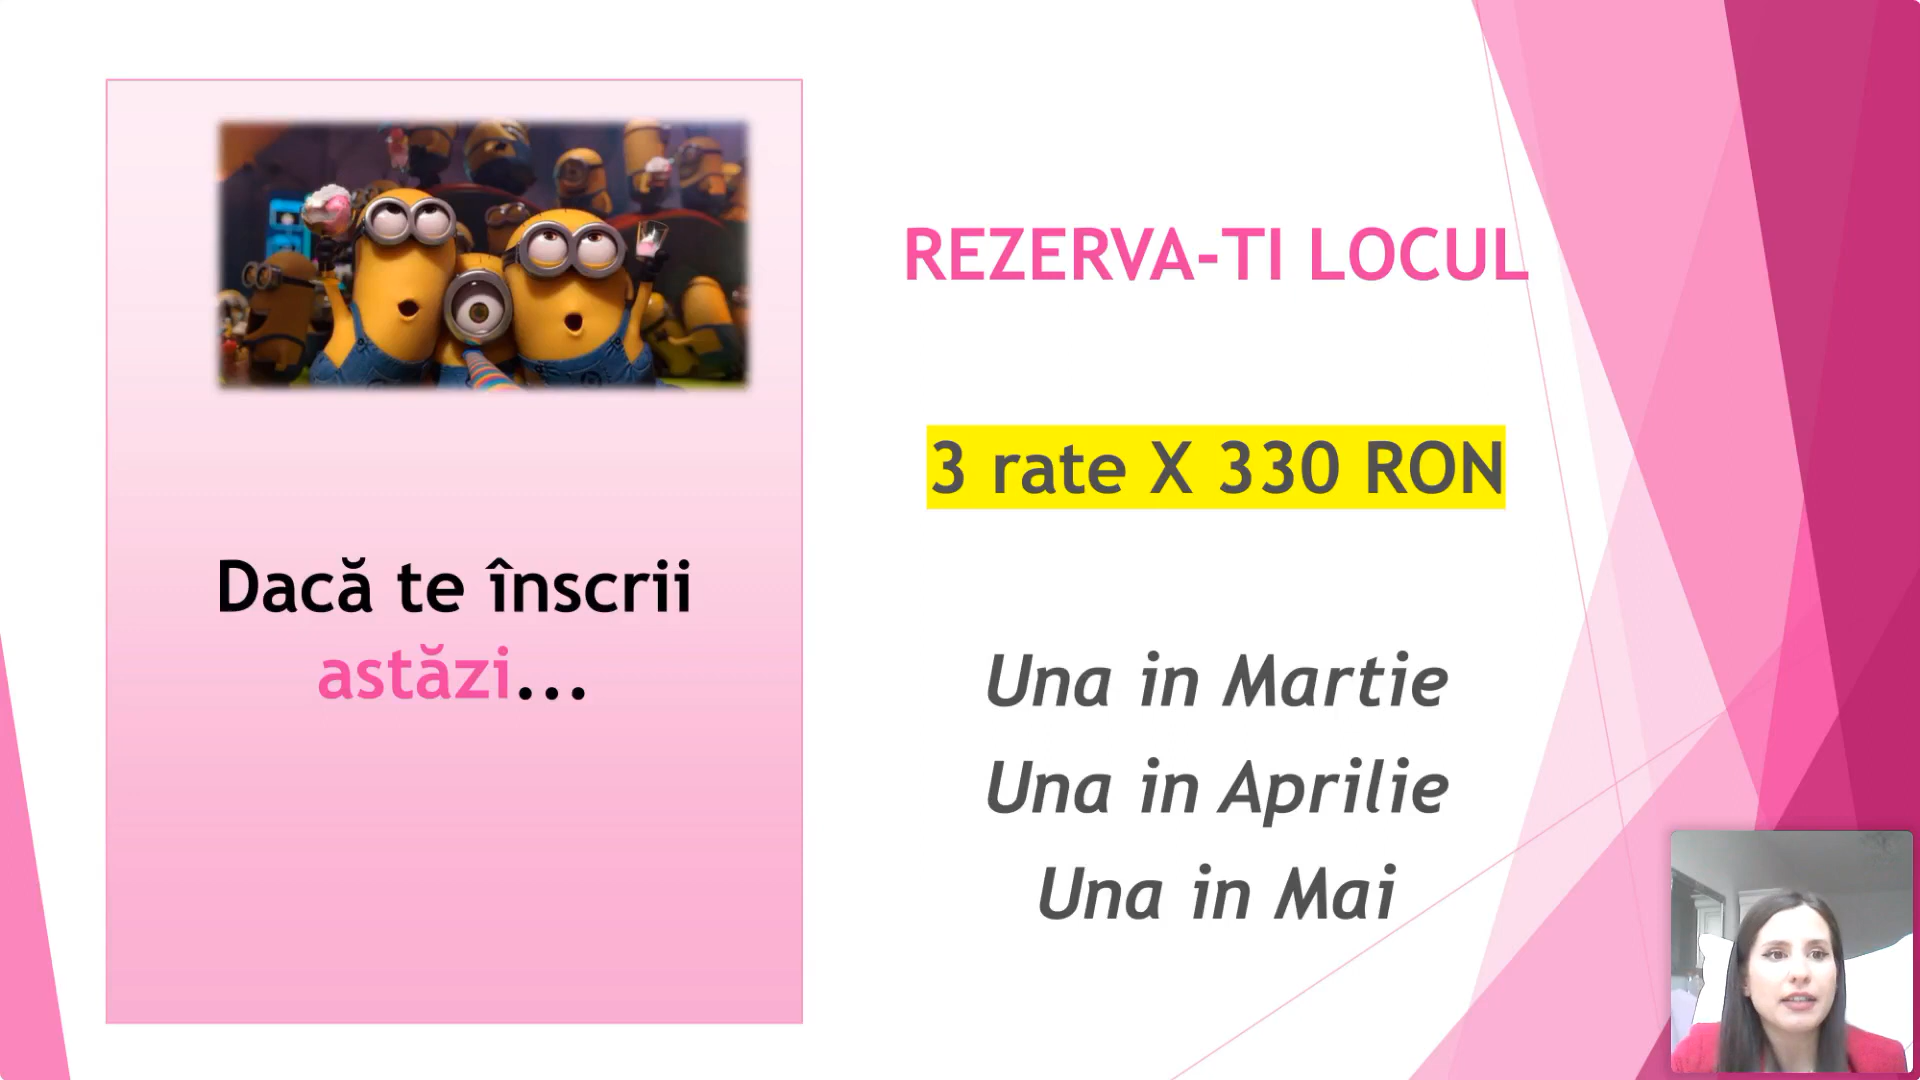 Dacă te înscrii
astăzi...
REZERVA-TI LOCUL
3 rate X 330 RON
Una in Martie
Una in Aprilie
Una in Mai